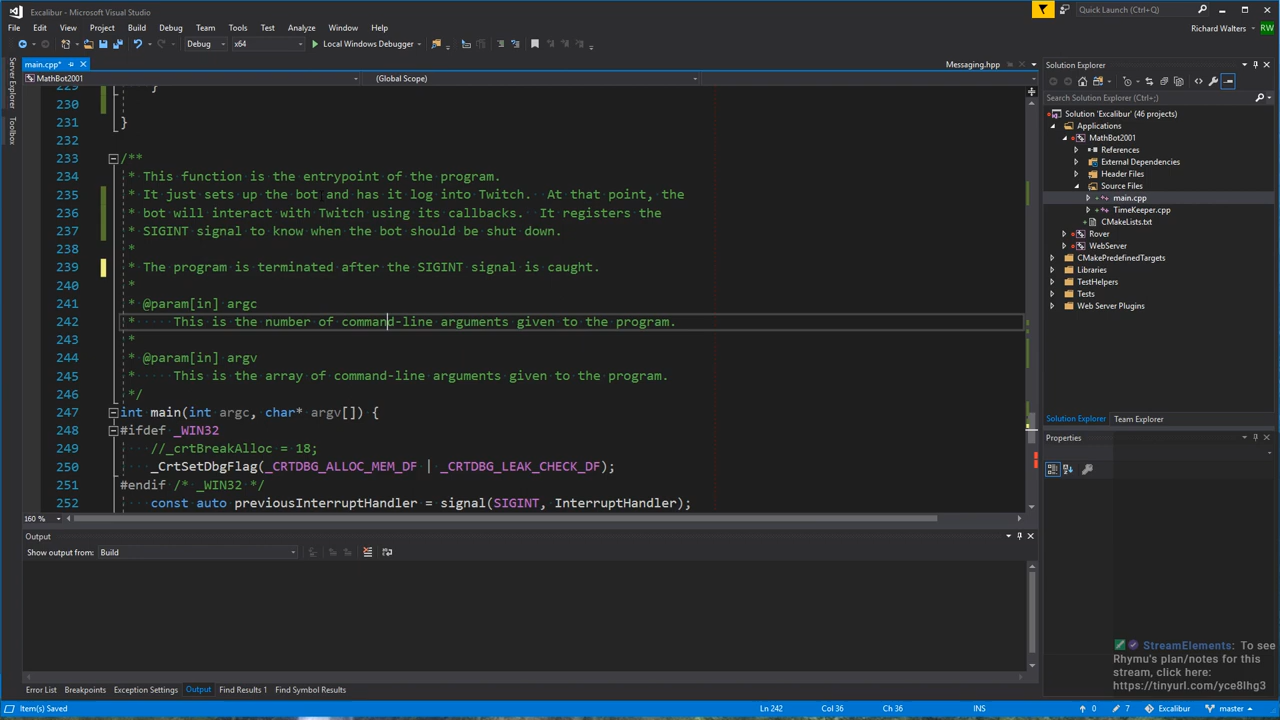 Excalibur - Microsoft Visual Studio
Quick Launch (Ctrl+Q)
File Edit View Project Build Debug Team Tools Test Analyze Window Help
Richard Walters RW
Debug x64 Local Windows Debugger
main.cpp*
Messaging.hpp
MathBot2001 (Global Scope)
Server Explorer
Toolbox
229 }
230
231 }
232
233 /**
234 * This function is the entrypoint of the program.
235 * It just sets up the bot and has it log into Twitch. At that point, the
236 * bot will interact with Twitch using its callbacks. It registers the
237 * SIGINT signal to know when the bot should be shut down.
238 *
239 * The program is terminated after the SIGINT signal is caught.
240 *
241 * @param[in] argc
242 * This is the number of command-line arguments given to the program.
243 *
244 * @param[in] argv
245 * This is the array of command-line arguments given to the program.
246 */
247 int main(int argc, char* argv[]) {
248 #ifdef _WIN32
249 //_crtBreakAlloc = 18;
250 _CrtSetDbgFlag(_CRTDBG_ALLOC_MEM_DF | _CRTDBG_LEAK_CHECK_DF);
251 #endif /* _WIN32 */
252 const auto previousInterruptHandler = signal(SIGINT, InterruptHandler);
160 %
Solution Explorer
Search Solution Explorer (Ctrl+;)
Solution 'Excalibur' (46 projects)
Applications
MathBot2001
References
External Dependencies
Header Files
Source Files
main.cpp
TimeKeeper.cpp
CMakeLists.txt
Rover
WebServer
CMakePredefinedTargets
Libraries
TestHelpers
Tests
Web Server Plugins
Solution Explorer Team Explorer
Properties
Output
Show output from: Build
StreamElements: To see
Rhymu's plan/notes for this
stream, click here:
https://tinyurl.com/yce8lhg3
Error List Breakpoints Exception Settings Output Find Results 1 Find Symbol Results
Item(s) Saved Ln 242 Col 36 Ch 36 INS 0 7 Excalibur master